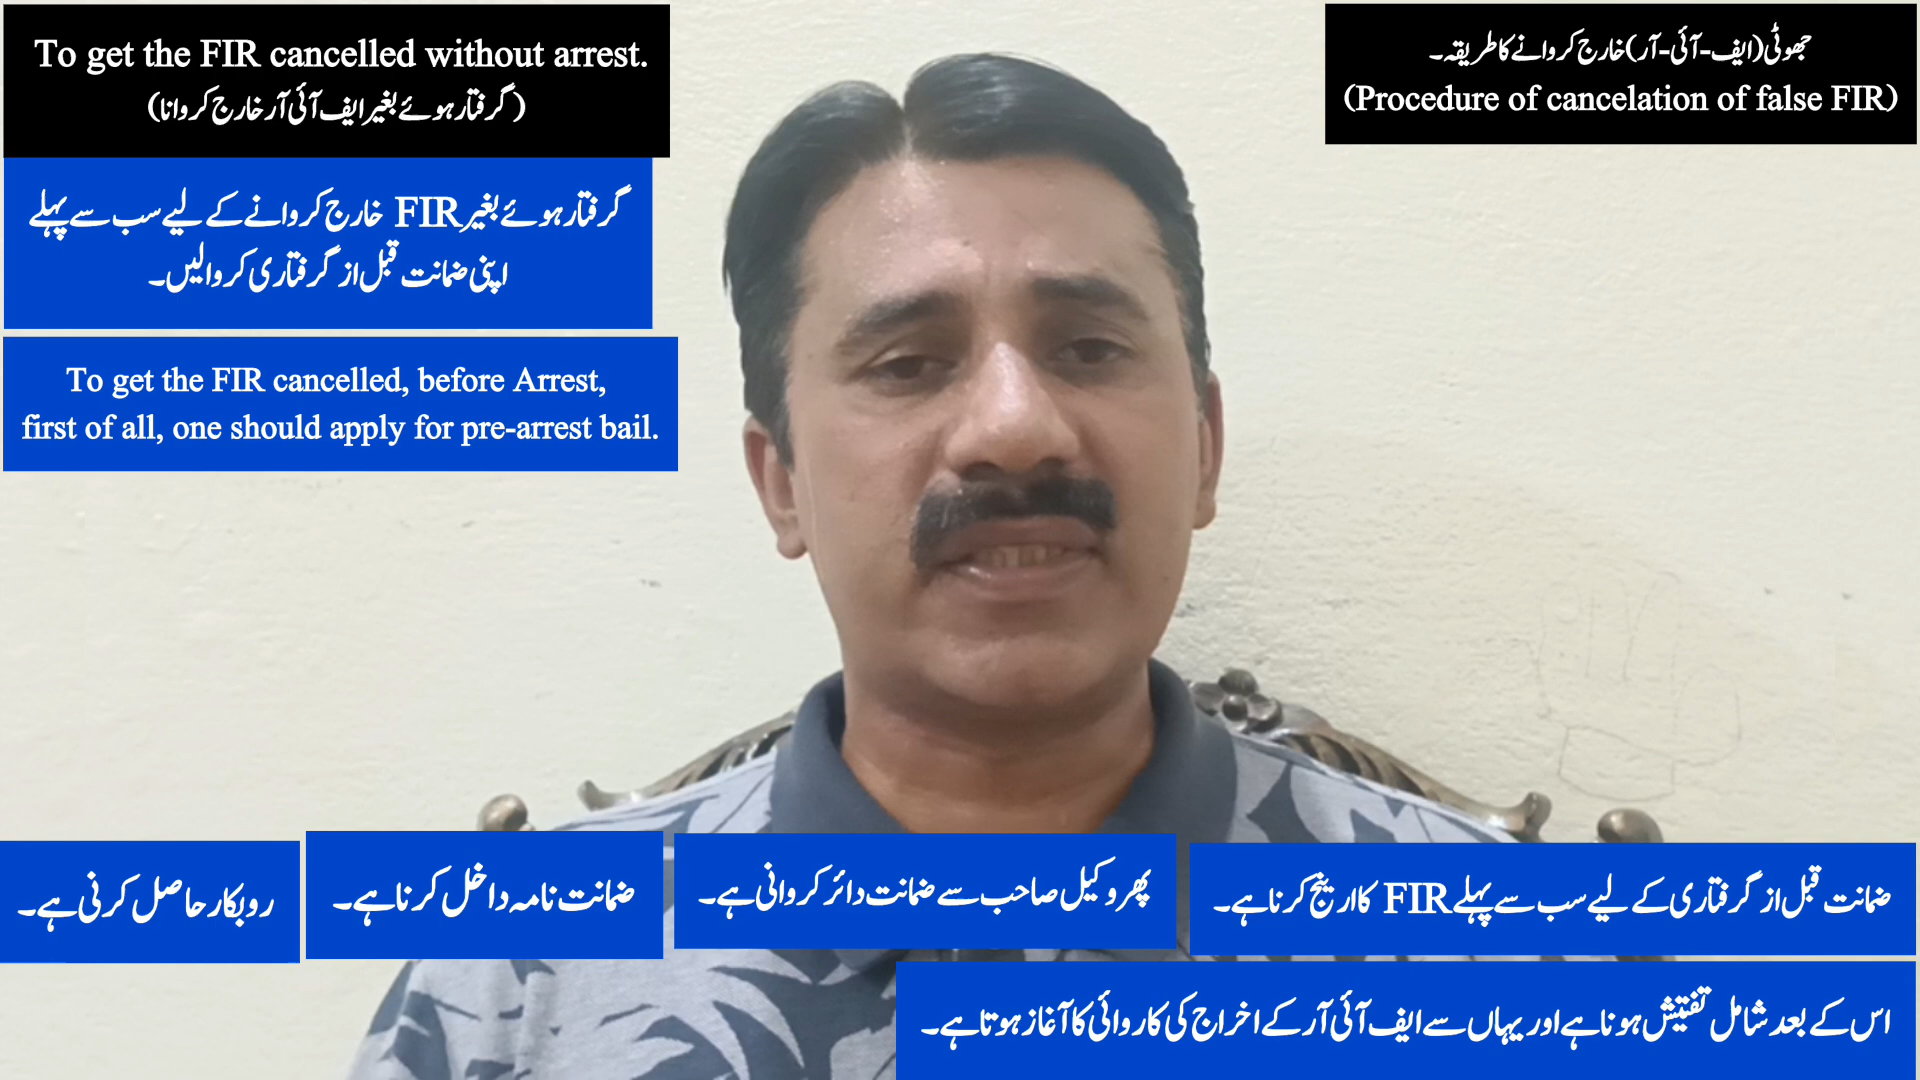 To get the FIR cancelled without arrest.
(گرفتار ہوئے بغیر ایف آئی آر خارج کروانا)
جھوٹی (ایف-آئی-آر) خارج کروانے کا طریقہ۔
(Procedure of cancelation of false FIR)
گرفتار ہوئے بغیر FIR خارج کروانے کے لیے سب سے پہلے
اپنی ضمانت قبل از گرفتاری کروا لیں۔
To get the FIR cancelled, before Arrest,
first of all, one should apply for pre-arrest bail.
ضمانت قبل از گرفتاری کے لیے سب سے پہلے FIR کا ارینج کرنا ہے۔
پھر وکیل صاحب سے ضمانت دائر کروانی ہے۔
ضمانت نامہ داخل کرنا ہے۔
روبکار حاصل کرنی ہے۔
اس کے بعد شامل تفتیش ہونا ہے اور یہاں سے ایف آئی آر کے اخراج کی کاروائی کا آغاز ہوتا ہے۔